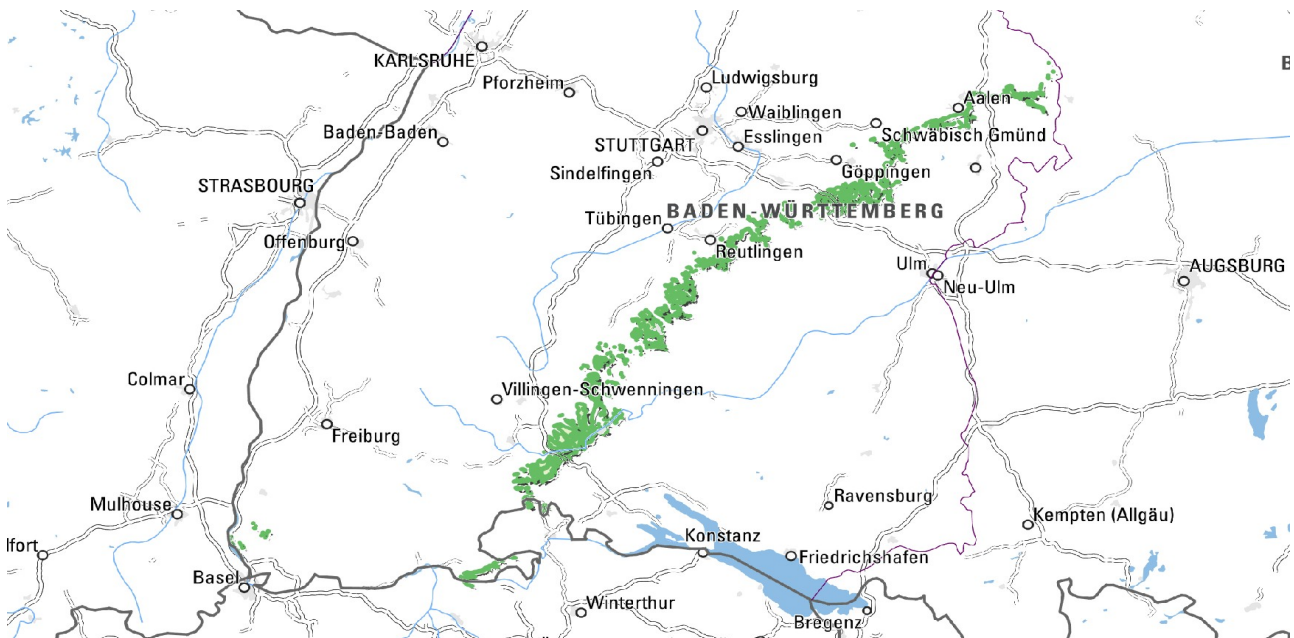 KARLSRUHE
B
Pforzheim
Ludwigsburg
Waiblingen
Aalen
Baden-Baden
STUTTGART
Esslingen
Schwäbisch Gmünd
Sindelfingen
Göppingen
STRASBOURG
Tübingen
BADEN-WÜRTTEMBERG
Offenburg
Reutlingen
Ulm
AUGSBURG
Neu-Ulm
Colmar
Villingen-Schwenningen
Freiburg
Mulhouse
Ravensburg
Kempten (Allgäu)
lfort
Konstanz
Friedrichshafen
Basel
Winterthur
Bregenz